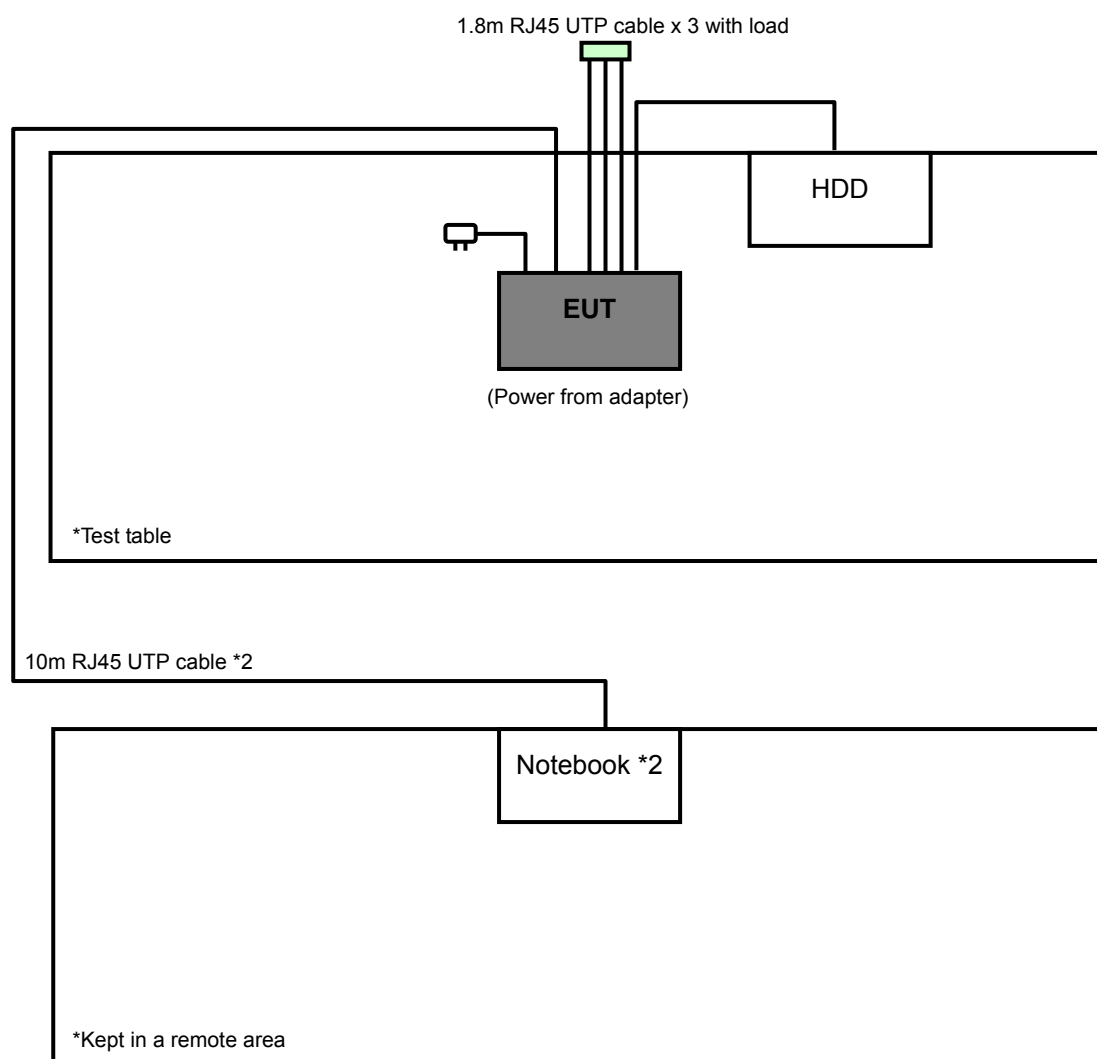 1.8m RJ45 UTP cable x 3 with load
HDD
EUT
(Power from adapter)
*Test table
10m RJ45 UTP cable *2
Notebook *2
*Kept in a remote area